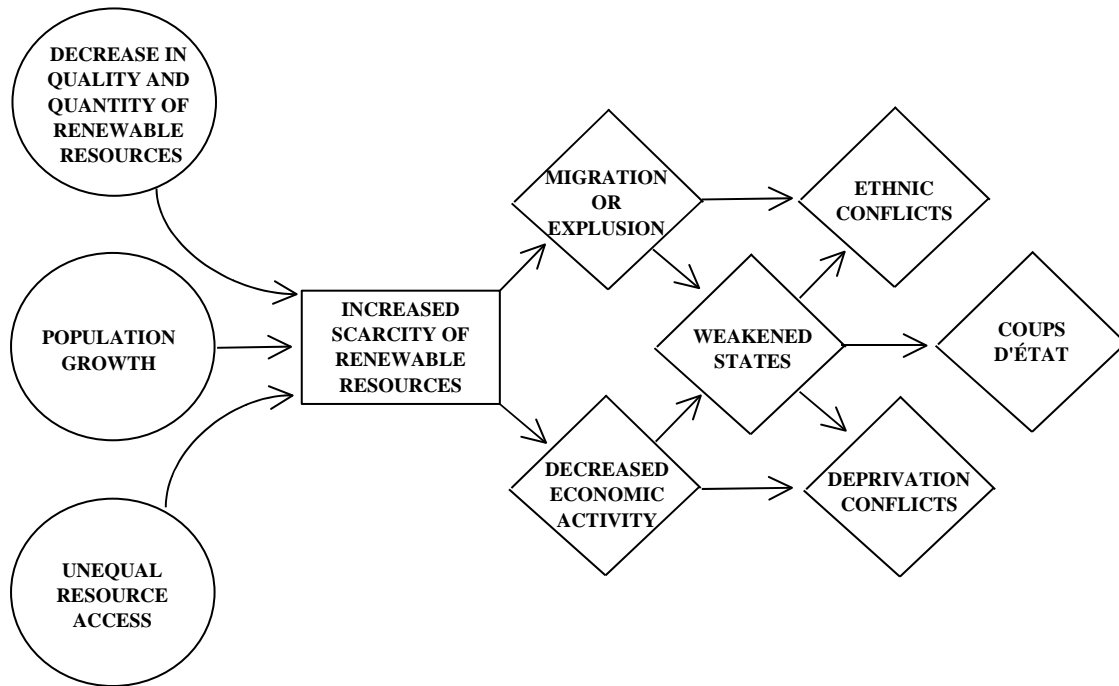 DECREASE IN
QUALITY AND
QUANTITY OF
RENEWABLE
RESOURCES
POPULATION
GROWTH
UNEQUAL
RESOURCE
ACCESS
INCREASED
SCARCITY OF
RENEWABLE
RESOURCES
MIGRATION
OR
EXPLUSION
DECREASED
ECONOMIC
ACTIVITY
WEAKENED
STATES
ETHNIC
CONFLICTS
COUPS
D'ÉTAT
DEPRIVATION
CONFLICTS